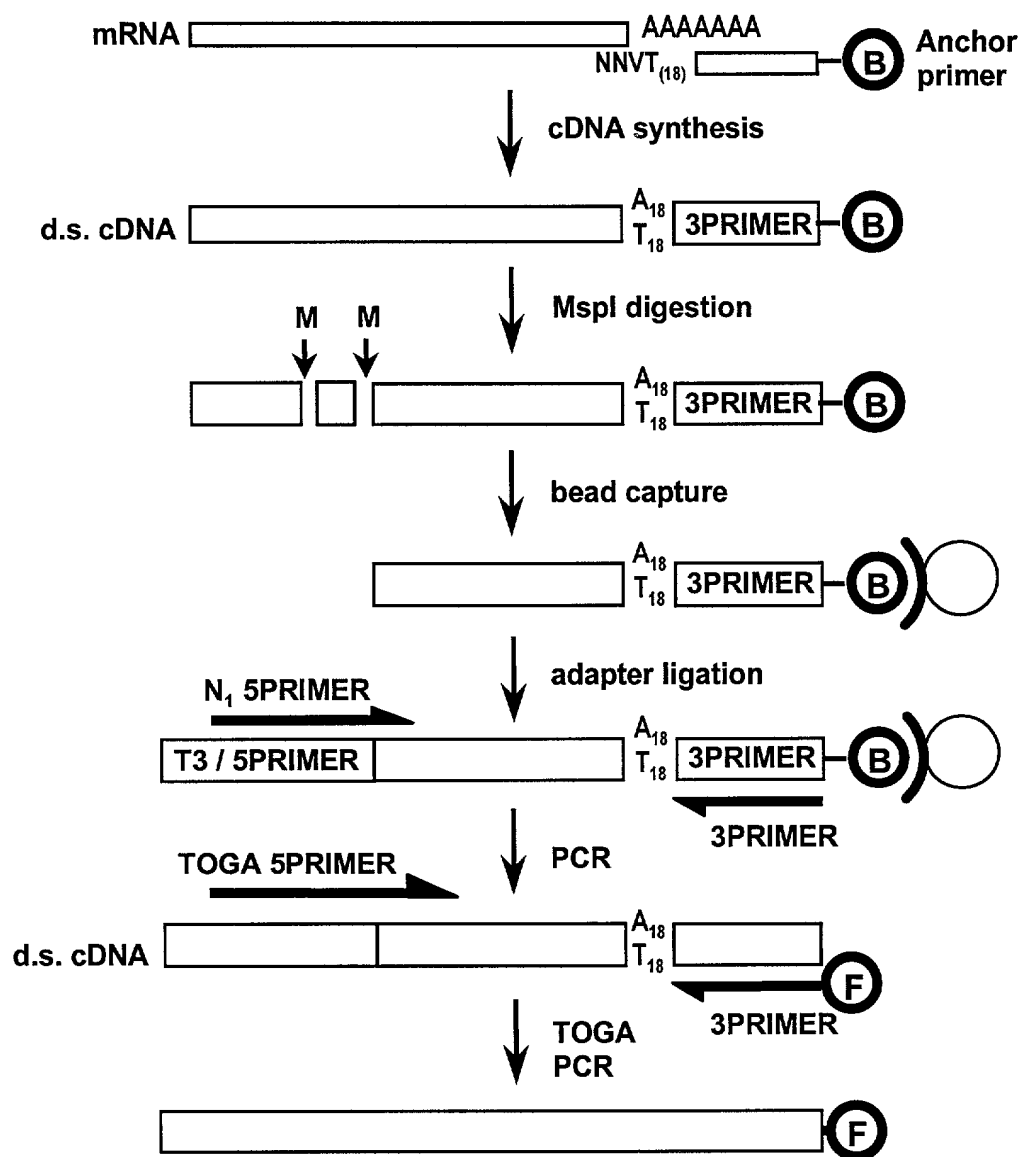 mRNA
AAAAAAA
NNVT(18)
B
Anchor
primer
cDNA synthesis
d.s. cDNA
A18
T18
3PRIMER
B
MspI digestion
M
M
A18
T18
3PRIMER
B
bead capture
A18
T18
3PRIMER
B
adapter ligation
N1 5PRIMER
T3 / 5PRIMER
A18
T18
3PRIMER
B
3PRIMER
PCR
TOGA 5PRIMER
d.s. cDNA
A18
T18
F
3PRIMER
TOGA
PCR
F